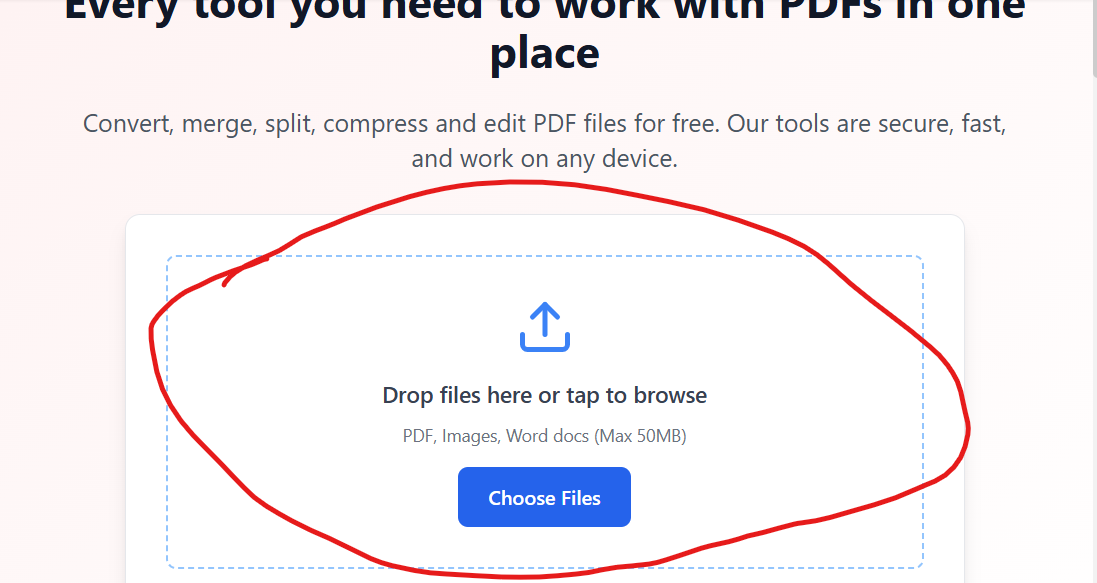 Every tool you need to work with PDFs in one
place
Convert, merge, split, compress and edit PDF files for free. Our tools are secure, fast,
and work on any device.
Drop files here or tap to browse
PDF, Images, Word docs (Max 50MB)
Choose Files